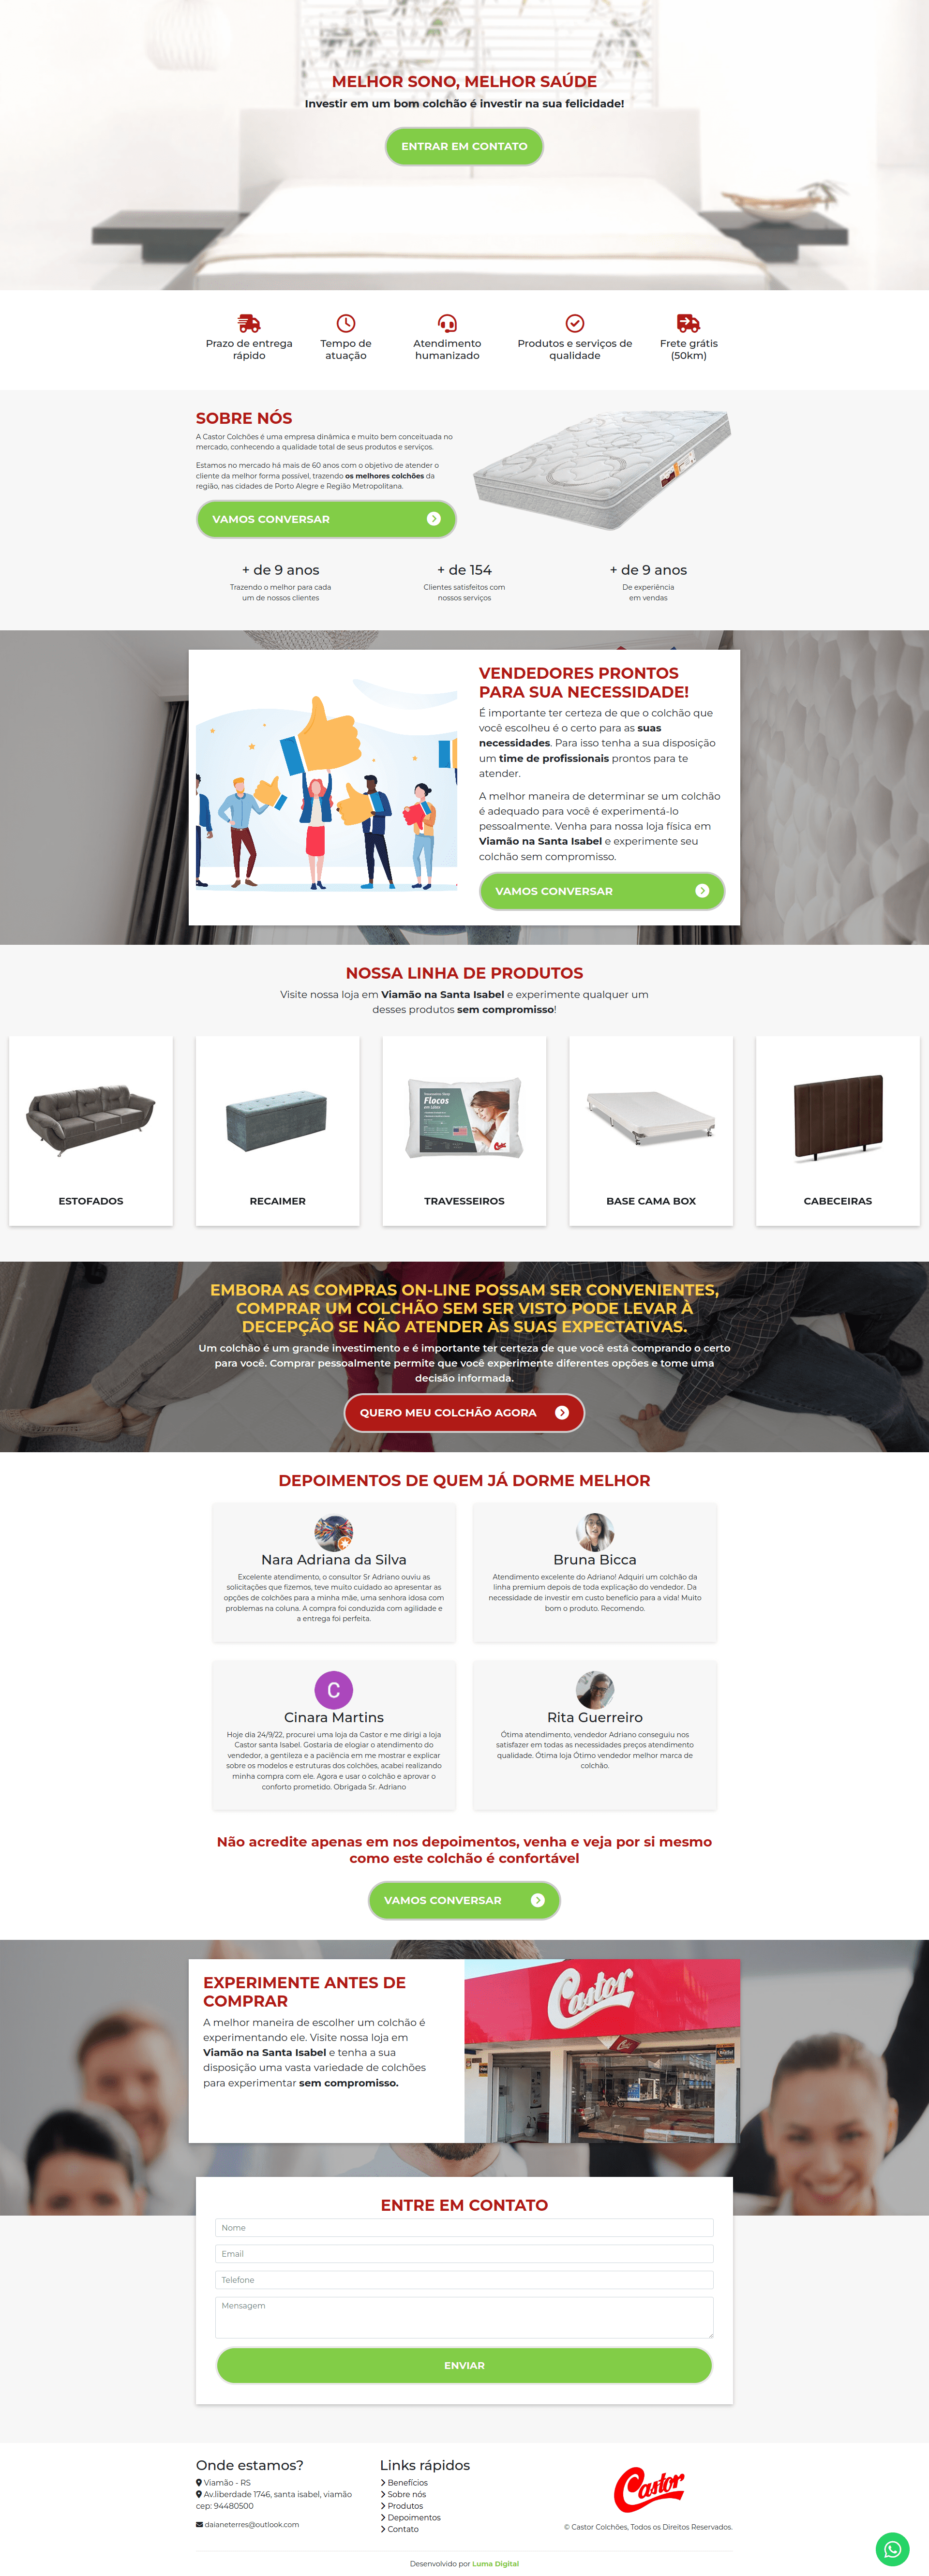 MELHOR SONO, MELHOR SAÚDE
Investir em um bom colchão é investir na sua felicidade!
ENTRAR EM CONTATO
Prazo de entrega
rápido
Tempo de
atuação
Atendimento
humanizado
Produtos e serviços de
qualidade
Frete grátis
(50km)
SOBRE NÓS
A Castor Colchões é uma empresa dinâmica e muito bem conceituada no
mercado, conhecendo a qualidade total de seus produtos e serviços.
Estamos no mercado há mais de 60 anos com o objetivo de atender o
cliente da melhor forma possível, trazendo os melhores colchões da
região, nas cidades de Porto Alegre e Região Metropolitana.
VAMOS CONVERSAR
+ de 9 anos
Trazendo o melhor para cada
um de nossos clientes
+ de 154
Clientes satisfeitos com
nossos serviços
+ de 9 anos
De experiência
em vendas
VENDEDORES PRONTOS
PARA SUA NECESSIDADE!
É importante ter certeza de que o colchão que
você escolheu é o certo para as suas
necessidades. Para isso tenha a sua disposição
um time de profissionais prontos para te
atender.
A melhor maneira de determinar se um colchão
é adequado para você é experimentá-lo
pessoalmente. Venha para nossa loja física em
Viamão na Santa Isabel e experimente seu
colchão sem compromisso.
VAMOS CONVERSAR
NOSSA LINHA DE PRODUTOS
Visite nossa loja em Viamão na Santa Isabel e experimente qualquer um
desses produtos sem compromisso!
Flocos
ESTOFADOS
RECAIMER
TRAVESSEIROS
BASE CAMA BOX
CABECEIRAS
EMBORA AS COMPRAS ON-LINE POSSAM SER CONVENIENTES,
COMPRAR UM COLCHÃO SEM SER VISTO PODE LEVAR À
DECEPÇÃO SE NÃO ATENDER ÀS SUAS EXPECTATIVAS.
Um colchão é um grande investimento e é importante ter certeza de que você está comprando o certo
para você. Comprar pessoalmente permite que você experimente diferentes opções e tome uma
decisão informada.
QUERO MEU COLCHÃO AGORA
DEPOIMENTOS DE QUEM JÁ DORME MELHOR
Nara Adriana da Silva
Excelente atendimento, o consultor Sr Adriano ouviu as
solicitações que fizemos, teve muito cuidado ao apresentar as
opções de colchões para a minha mãe, uma senhora idosa com
problemas na coluna. A compra foi conduzida com agilidade e
a entrega foi perfeita.
Bruna Bicca
Atendimento excelente do Adriano! Adquiri um colchão da
linha premium depois de toda explicação do vendedor. Da
necessidade de investir em custo benefício para a vida! Muito
bom o produto. Recomendo.
C
Cinara Martins
Hoje dia 24/9/22, procurei uma loja da Castor e me dirigi a loja
Castor santa Isabel. Gostaria de elogiar o atendimento do
vendedor, a gentileza e a paciência em me mostrar e explicar
sobre os modelos e estruturas dos colchões, acabei realizando
minha compra com ele. Agora e usar o colchão e aprovar o
conforto prometido. Obrigada Sr. Adriano
Rita Guerreiro
Ótima atendimento, vendedor Adriano conseguiu nos
satisfazer em todas as necessidades preços atendimento
qualidade. Ótima loja Ótimo vendedor melhor marca de
colchão.
Não acredite apenas em nos depoimentos, venha e veja por si mesmo
como este colchão é confortável
VAMOS CONVERSAR
EXPERIMENTE ANTES DE
COMPRAR
A melhor maneira de escolher um colchão é
experimentando ele. Visite nossa loja em
Viamão na Santa Isabel e tenha a sua
disposição uma vasta variedade de colchões
para experimentar sem compromisso.
Castor
ENTRE EM CONTATO
Nome
Email
Telefone
Mensagem
ENVIAR
Onde estamos?
Viamão - RS
Av.liberdade 1746, santa isabel, viamão
cep: 94480500
daianeterres@outlook.com
Links rápidos
Benefícios
Sobre nós
Produtos
Depoimentos
Contato
Castor
© Castor Colchões, Todos os Direitos Reservados.
Desenvolvido por Luma Digital